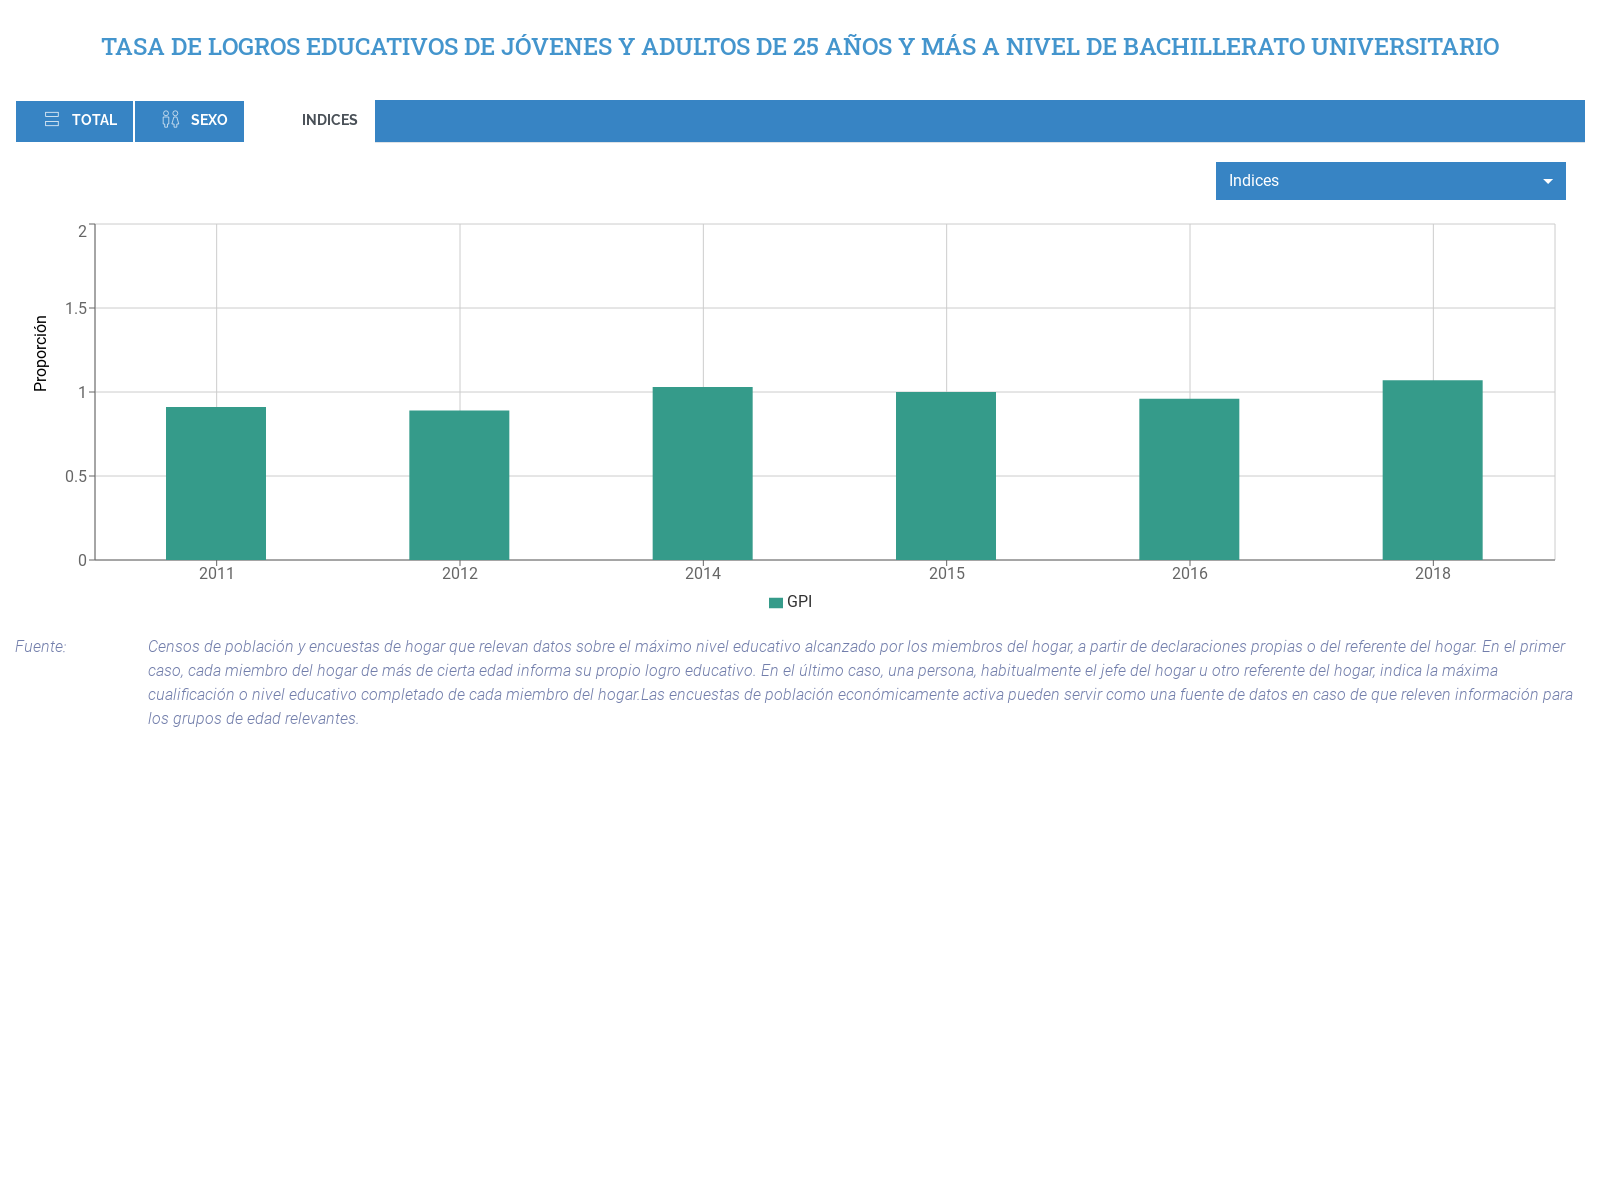 TASA DE LOGROS EDUCATIVOS DE JÓVENES Y ADULTOS DE 25 AÑOS Y MÁS A NIVEL DE BACHILLERATO UNIVERSITARIO
TOTAL SEXO INDICES
Indices
2
1.5
1
0.5
0
Proporción
2011 2012 2014 2015 2016 2018
GPI
Fuente: Censos de población y encuestas de hogar que relevan datos sobre el máximo nivel educativo alcanzado por los miembros del hogar, a partir de declaraciones propias o del referente del hogar. En el primer
caso, cada miembro del hogar de más de cierta edad informa su propio logro educativo. En el último caso, una persona, habitualmente el jefe del hogar u otro referente del hogar, indica la máxima
cualificación o nivel educativo completado de cada miembro del hogar.Las encuestas de población económicamente activa pueden servir como una fuente de datos en caso de que releven información para
los grupos de edad relevantes.